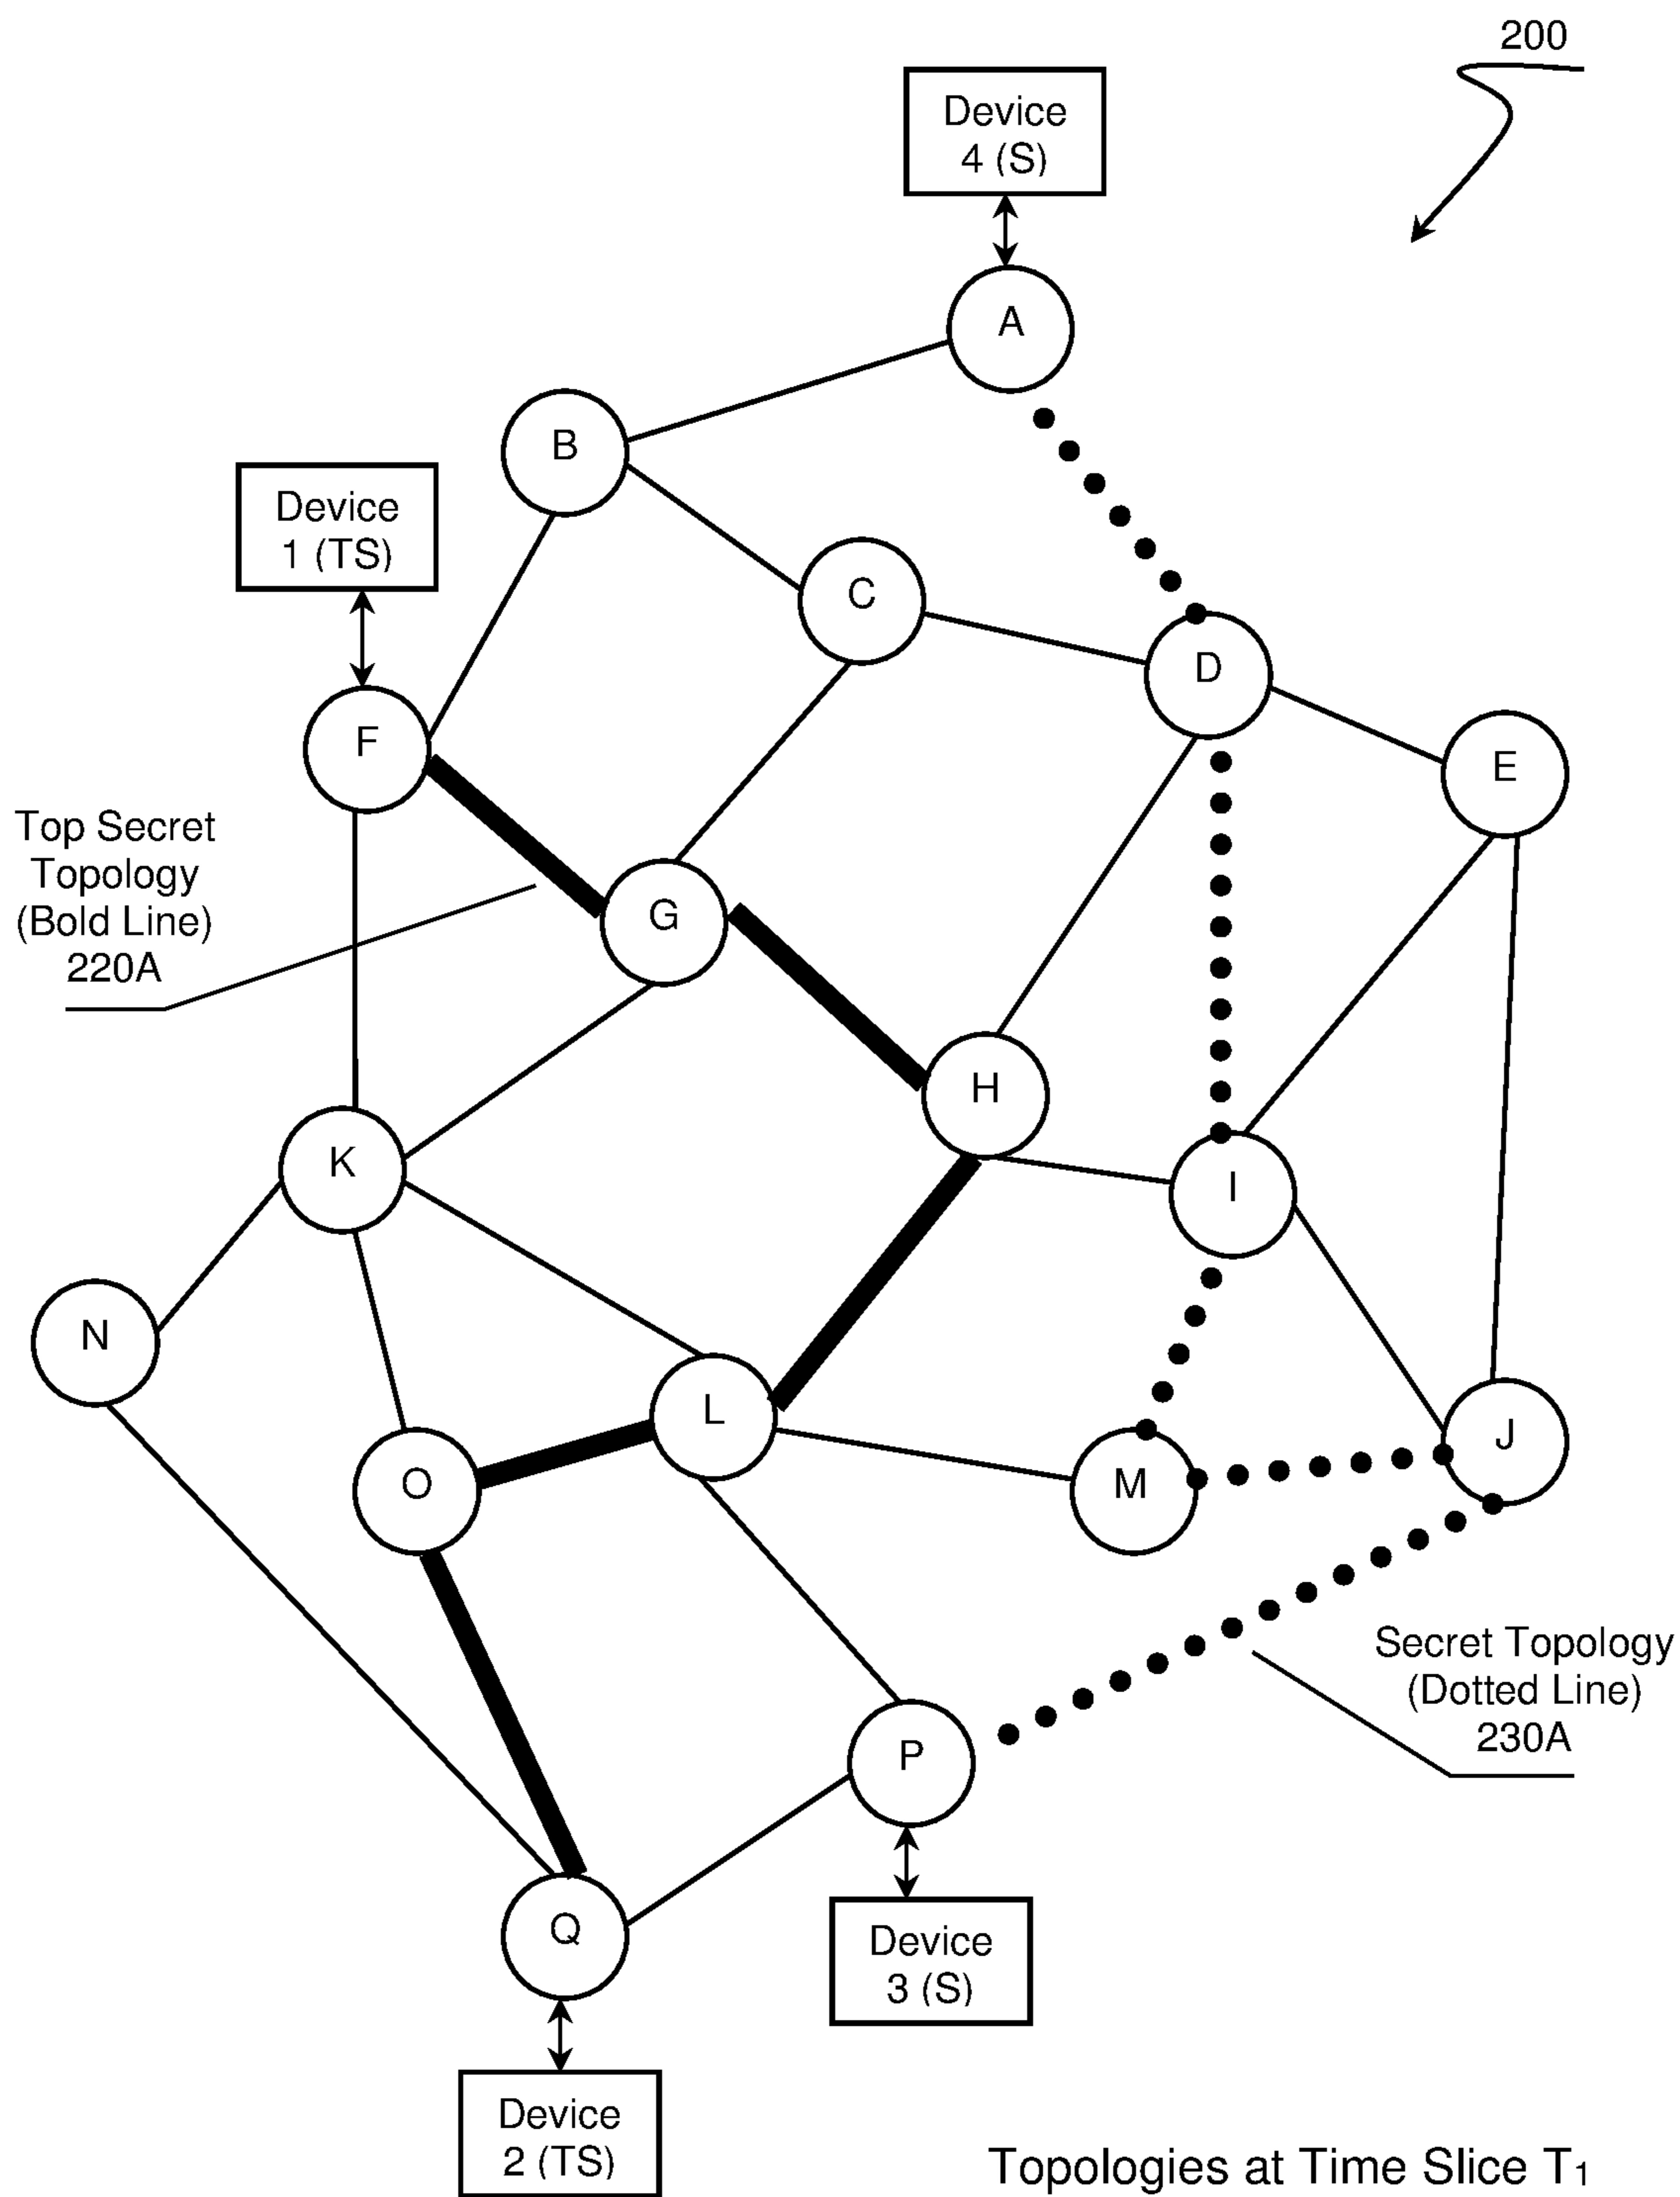 200
Device
4 (S)
A
B
Device
1 (TS)
C
D
F
E
Top Secret
Topology
(Bold Line)
220A
G
H
K
I
N
L
O
M
J
Secret Topology
(Dotted Line)
230A
P
Q
Device
3 (S)
Device
2 (TS)
Topologies at Time Slice T1